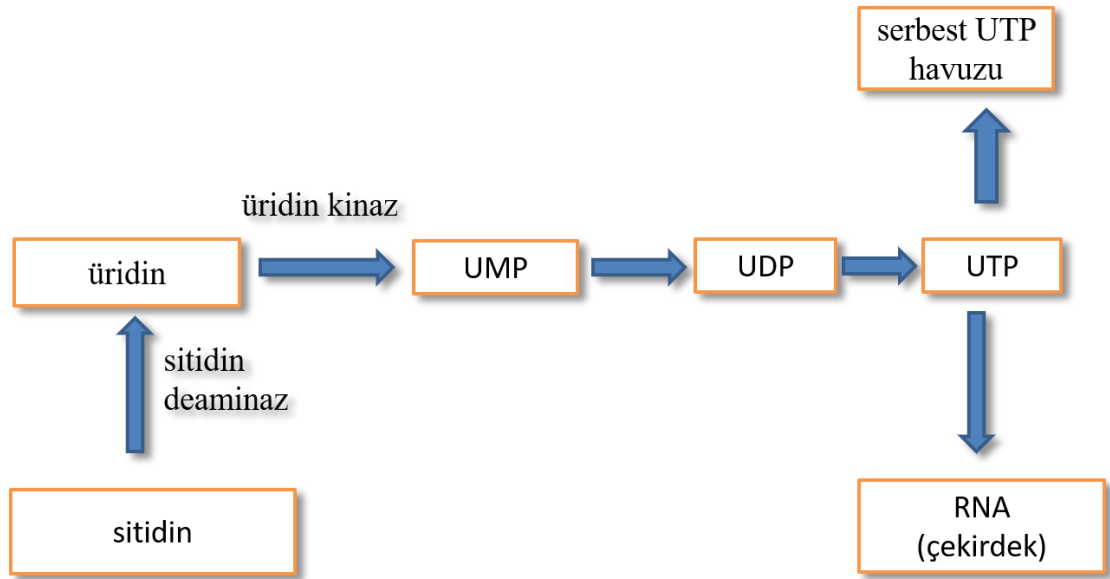 serbest UTP
havuzu
üridin kinaz
üridin
UMP
UDP
UTP
sitidin
deaminaz
sitidin
RNA
(çekirdek)